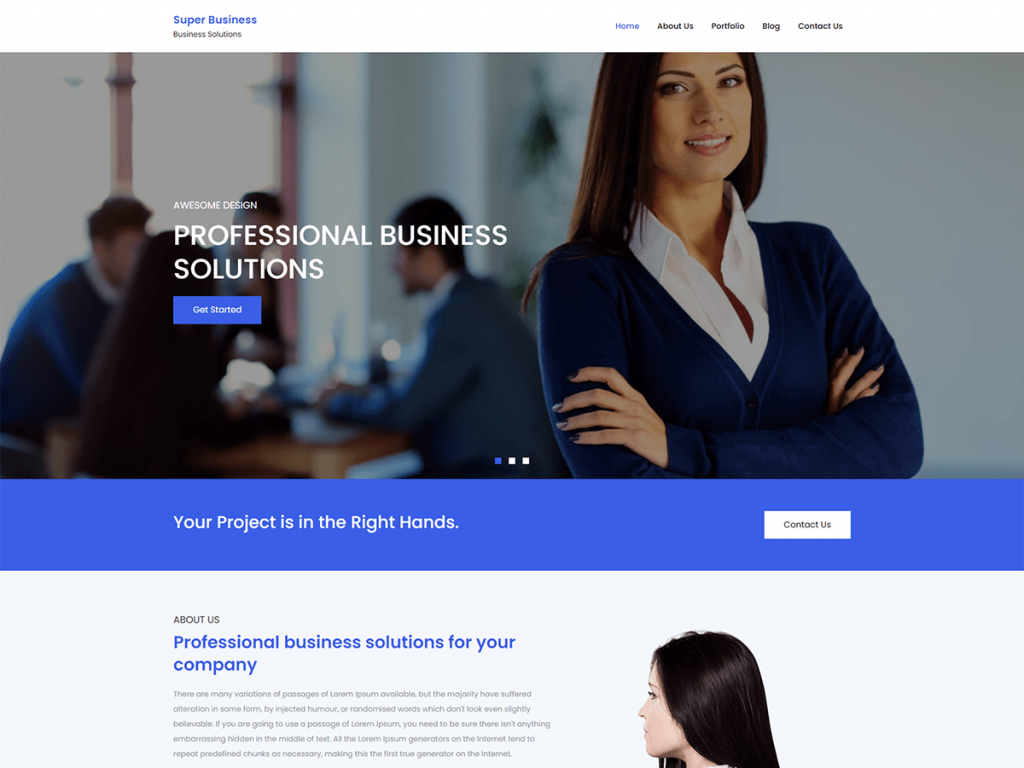 Super Business
Business Solutions
Home About Us Portfolio Blog Contact Us
AWESOME DESIGN
PROFESSIONAL BUSINESS
SOLUTIONS
Get Started
Your Project is in the Right Hands.
Contact Us
ABOUT US
Professional business solutions for your
company
There are many variations of passages of Lorem Ipsum available, but the majority have suffered
alteration in some form, by injected humour, or randomised words which don't look even slightly
believable. If you are going to use a passage of Lorem Ipsum, you need to be sure there isn't anything
embarrassing hidden in the middle of text. All the Lorem Ipsum generators on the Internet tend to
repeat predefined chunks as necessary, making this the first true generator on the Internet.